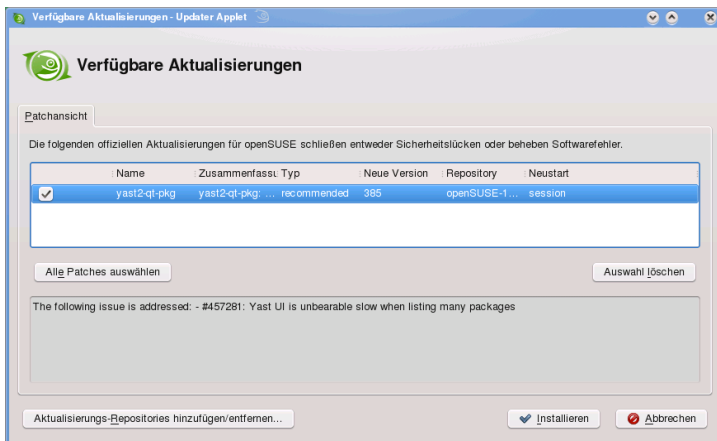 Verfügbare Aktualisierungen - Updater Applet
Verfügbare Aktualisierungen
Patchansicht
Die folgenden offiziellen Aktualisierungen für openSUSE schließen entweder Sicherheitslücken oder beheben Softwarefehler.
Name Zusammenfassu Typ Neue Version Repository Neustart
yast2-qt-pkg yast2-qt-pkg: ... recommended 385 openSUSE-1... session
Alle Patches auswählen Auswahl löschen
The following issue is addressed: - #457281: Yast UI is unbearable slow when listing many packages
Aktualisierungs-Repositories hinzufügen/entfernen... Installieren Abbrechen